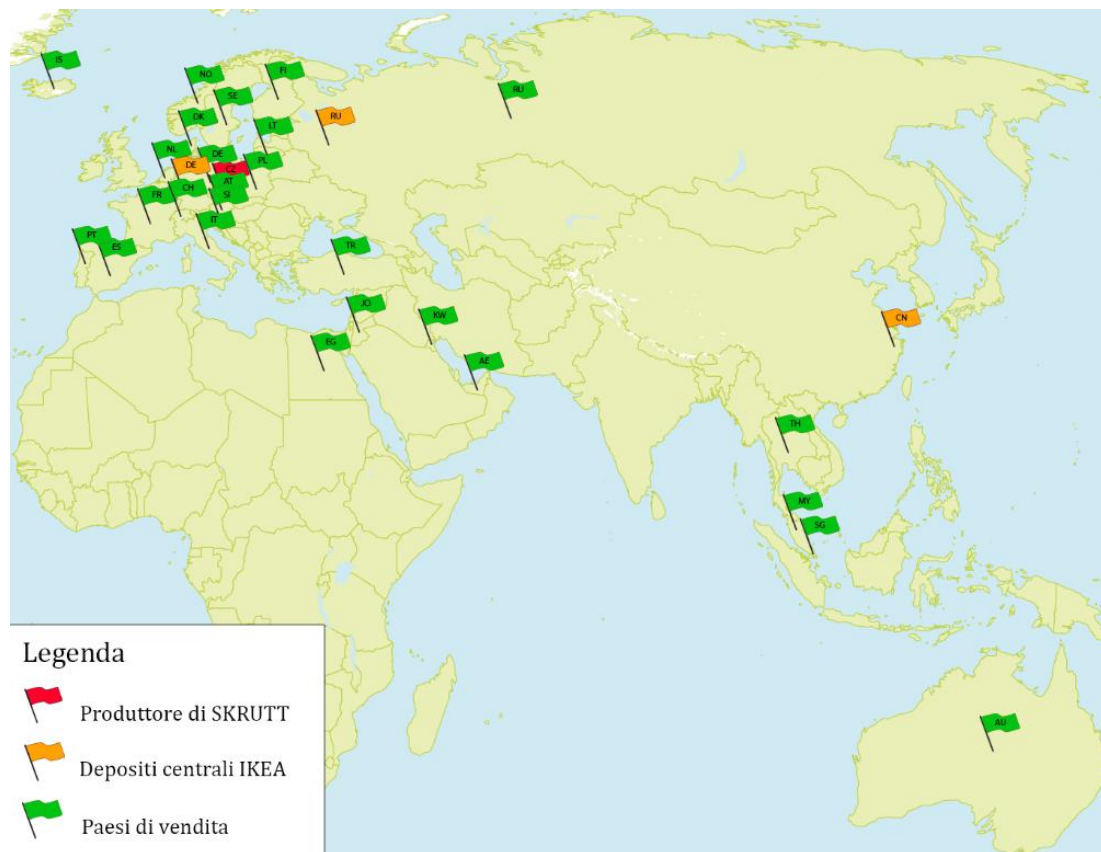 IS
NO
FI
SE
RU
DK
RU
LT
NL
DE
DE
PL
CZ
AT
FR
CH
SI
IT
PT
ES
TR
JO
KW
CN
EG
AE
TH
MY
SG
AU
Legenda
Produttore di SKRUTT
Depositi centrali IKEA
Paesi di vendita